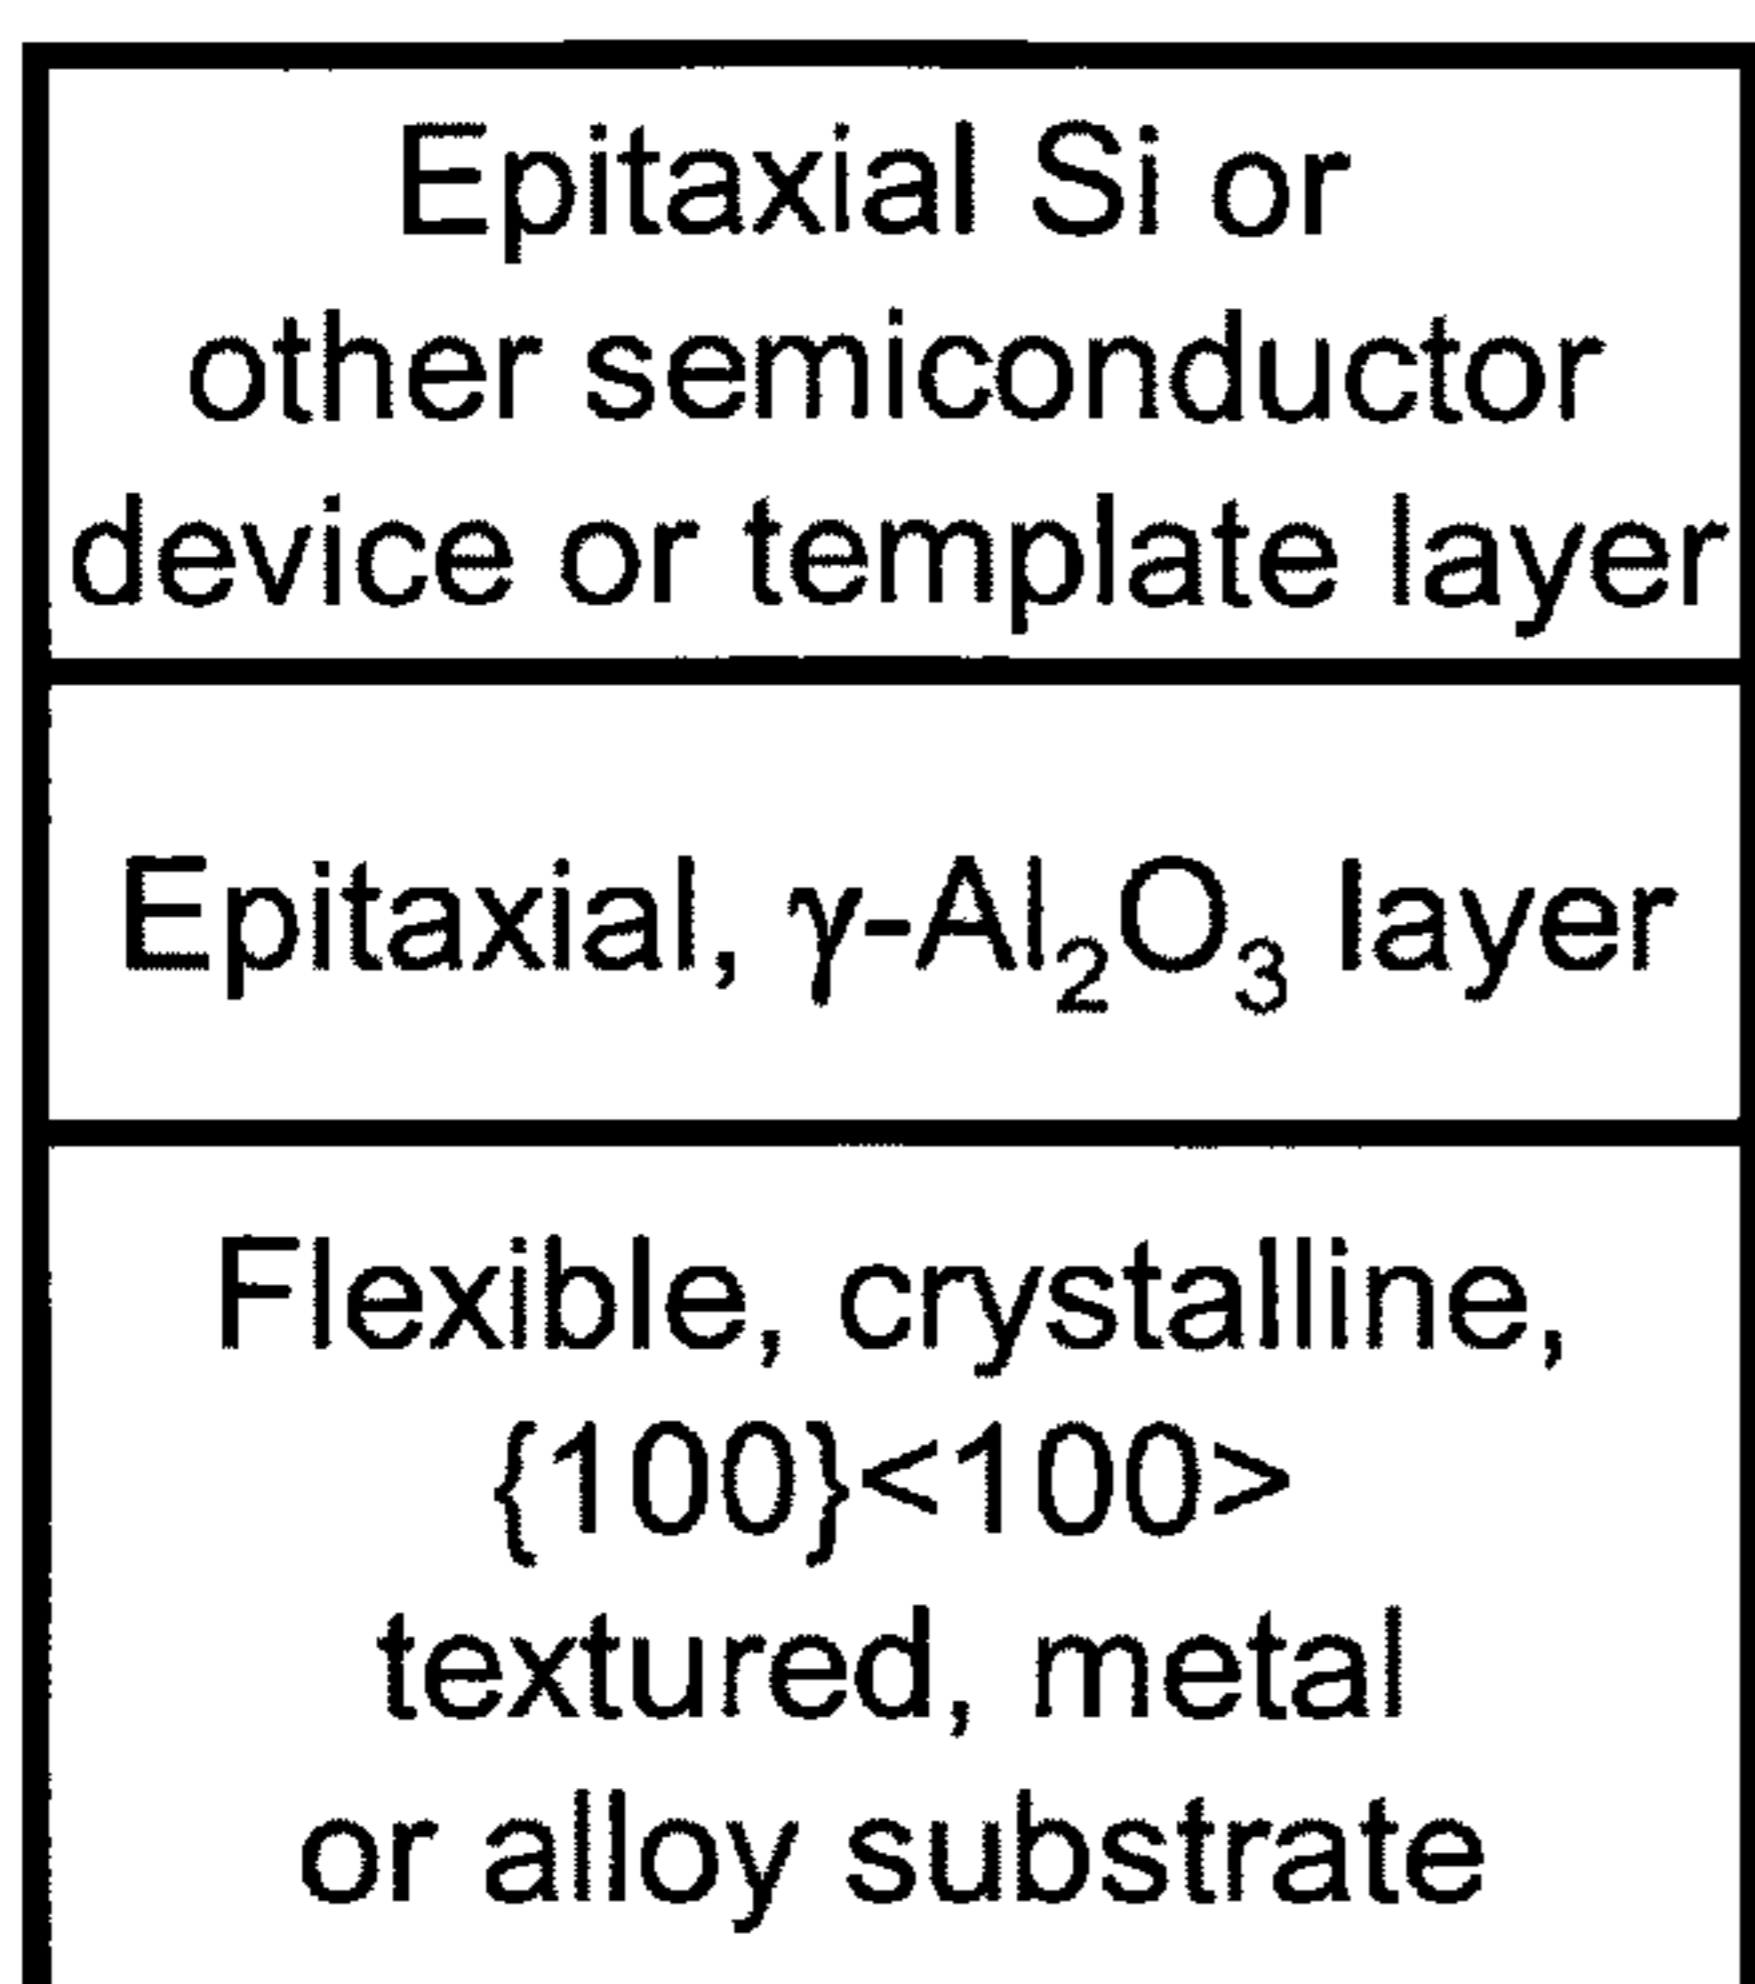 Epitaxial Si or
other semiconductor
device or template layer
Epitaxial, γ-Al₂O₃ layer
Flexible, crystalline,
{100}<100>
textured, metal
or alloy substrate